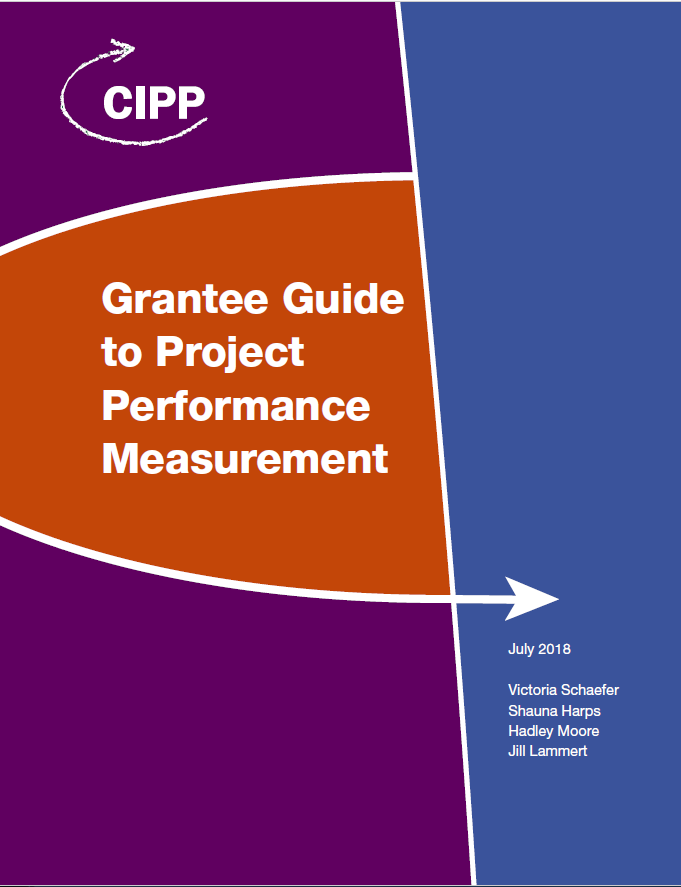 CIPP
Grantee Guide
to Project
Performance
Measurement
July 2018
Victoria Schaefer
Shauna Harps
Hadley Moore
Jill Lammert